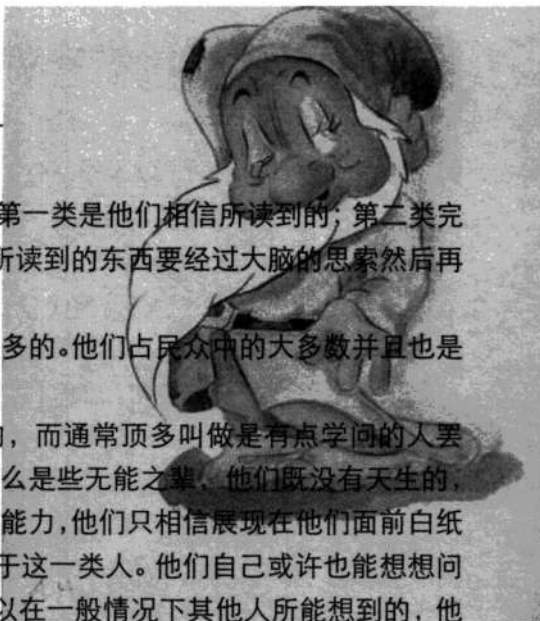 第一类是他们相信所读到的；第二类完
所读到的东西要经过大脑的思索然后再
多的。他们占民众中的大多数并且也是
，而通常顶多叫做是有点学问的人罢
么是些无能之辈，他们既没有天生的，
能力，他们只相信展现在他们面前白纸
于这一类人。他们自己或许也能想想问
以在一般情况下其他人所能想到的，他